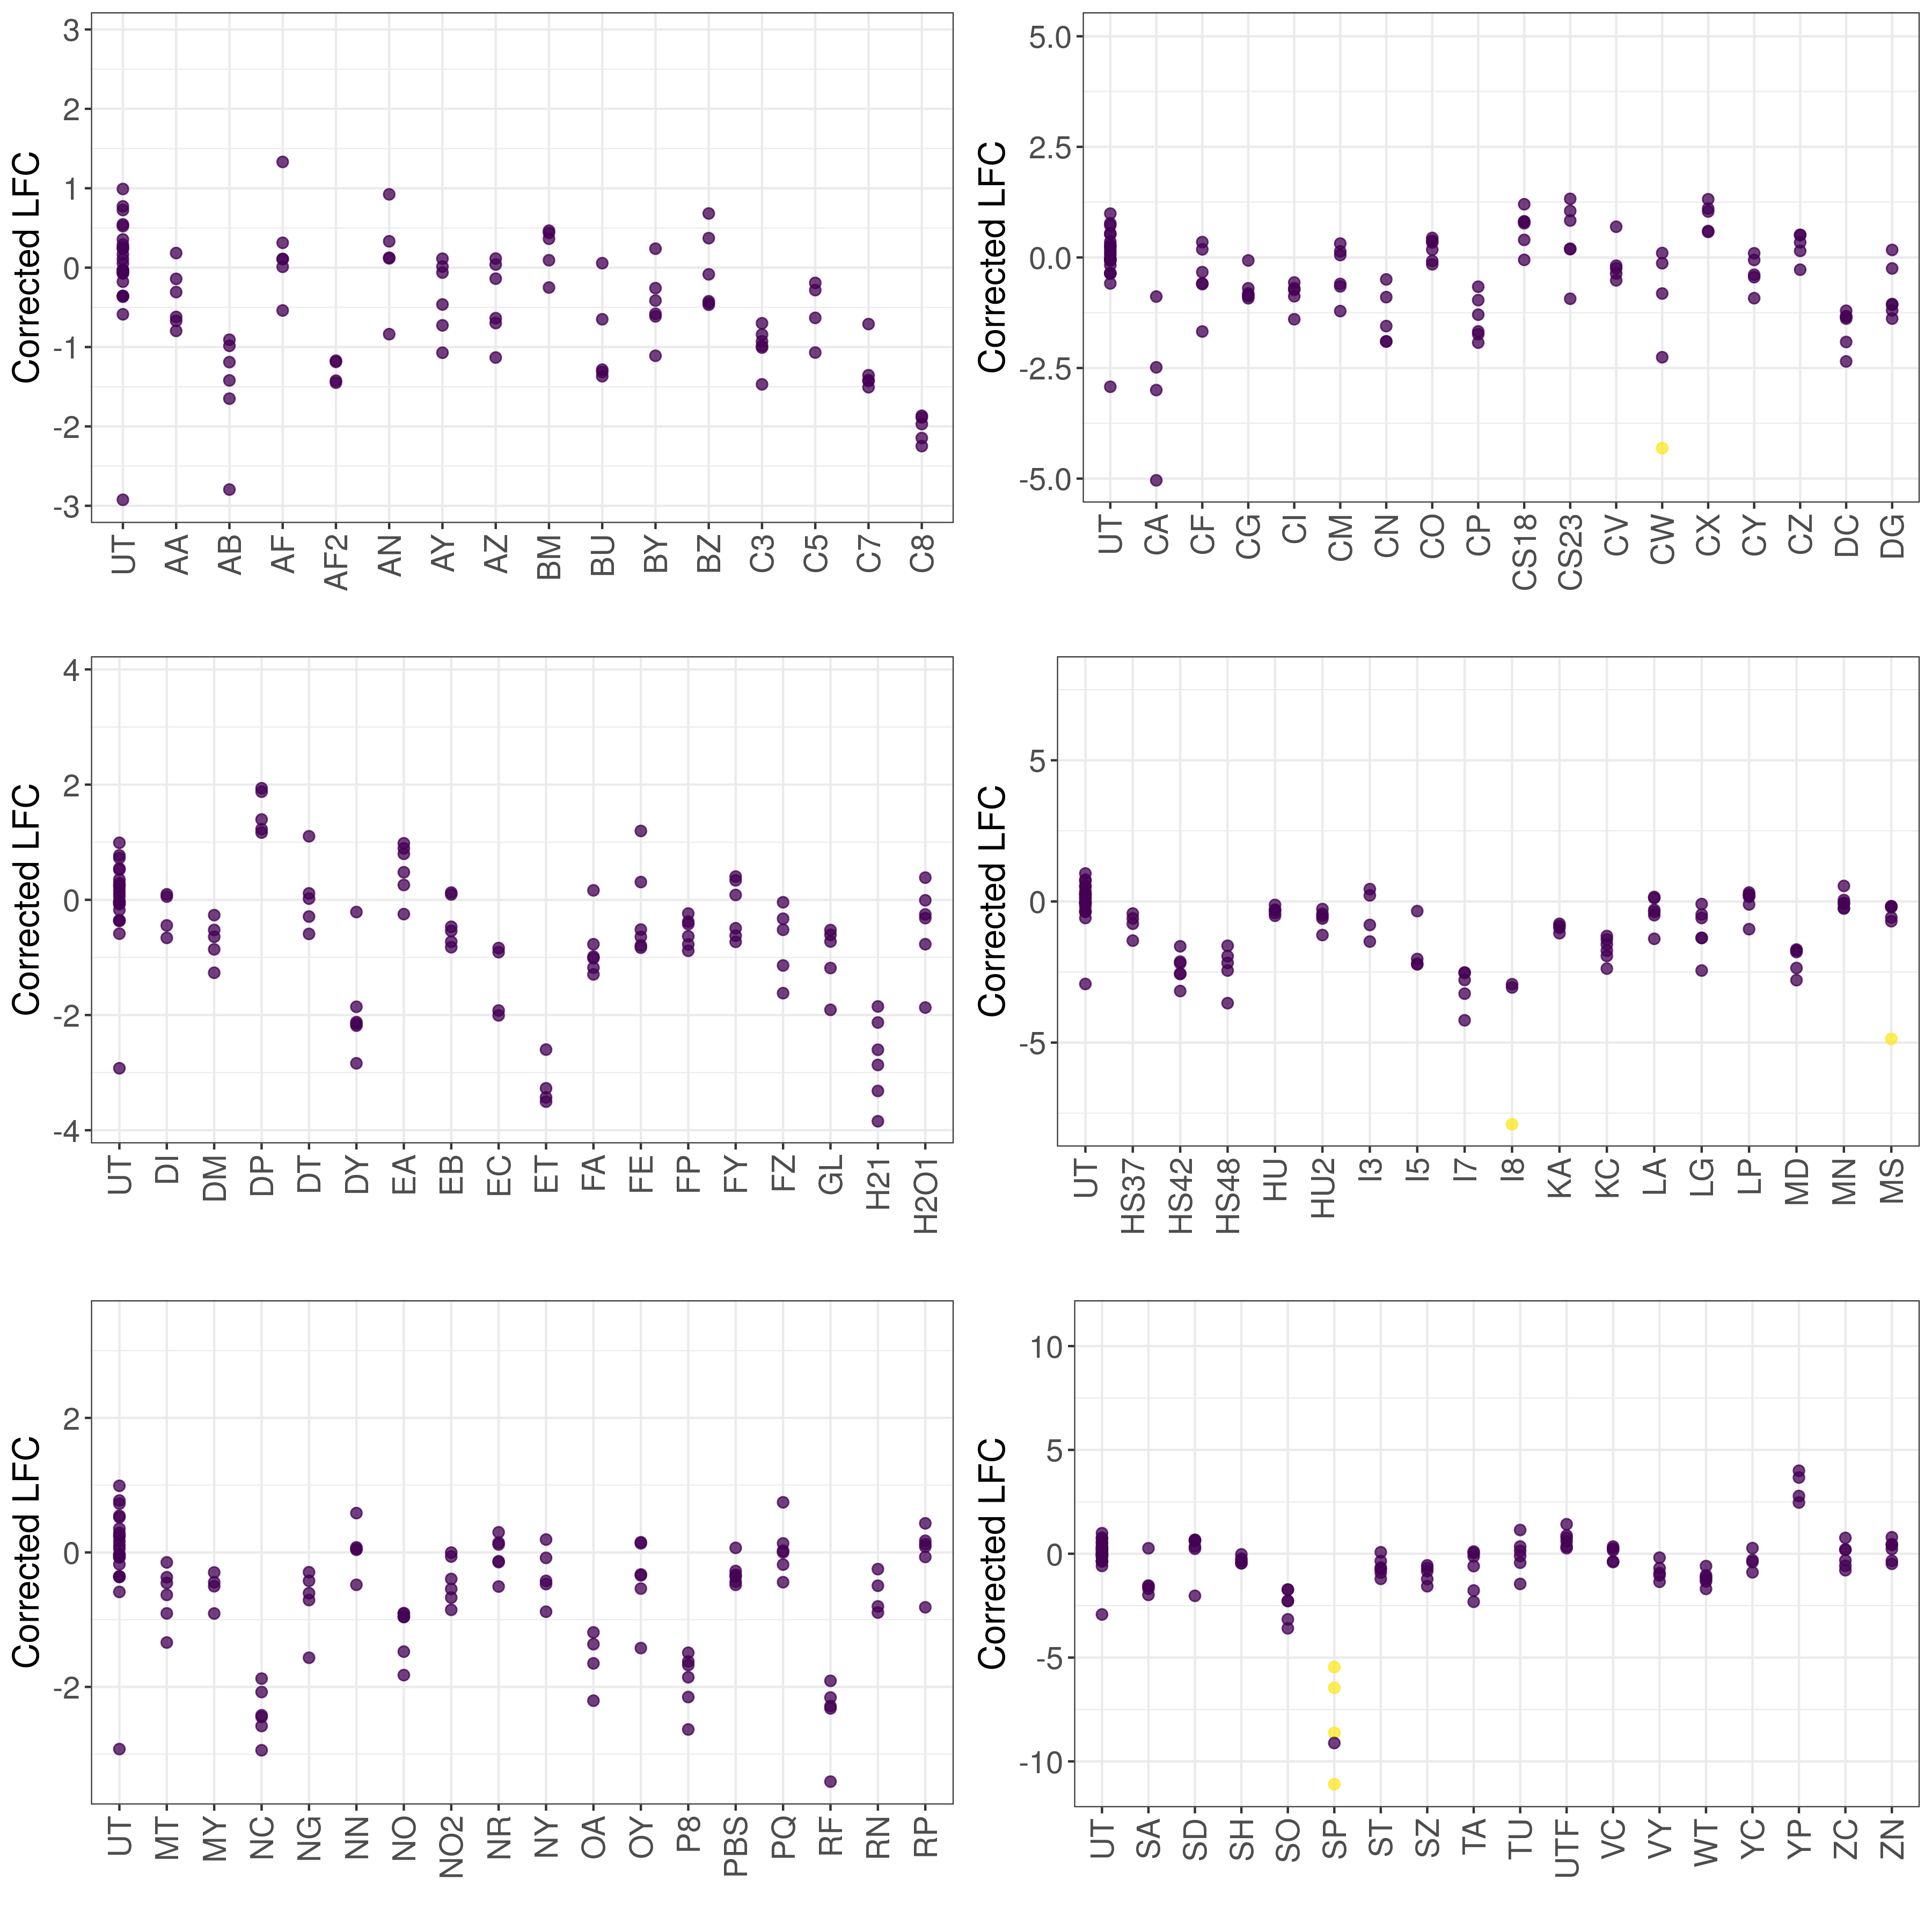 Corrected LFC
3
2
1
0
-1
-2
-3
UT AA AB AF AF2 AN AY AZ BM BU BY BZ C3 C5 C7 C8
Corrected LFC
5.0
2.5
0.0
-2.5
-5.0
UT CA CF CG CI CM CN CO CP CS18 CS23 CV CW CX CY CZ DC DG
Corrected LFC
4
2
0
-2
-4
UT DI DM DP DT DY EA EB EC ET FA FE FP FY FZ GL H21 H2O1
Corrected LFC
5
0
-5
UT HS37 HS42 HS48 HU HU2 I3 I5 I7 I8 KA KC LA LG LP MD MN MS
Corrected LFC
2
0
-2
UT MT MY NC NG NN NO NO2 NR NY OA OY P8 PBS PQ RF RN RP
Corrected LFC
10
5
0
-5
-10
UT SA SD SH SO SP ST SZ TA TU UTF VC VY WT YC YP ZC ZN